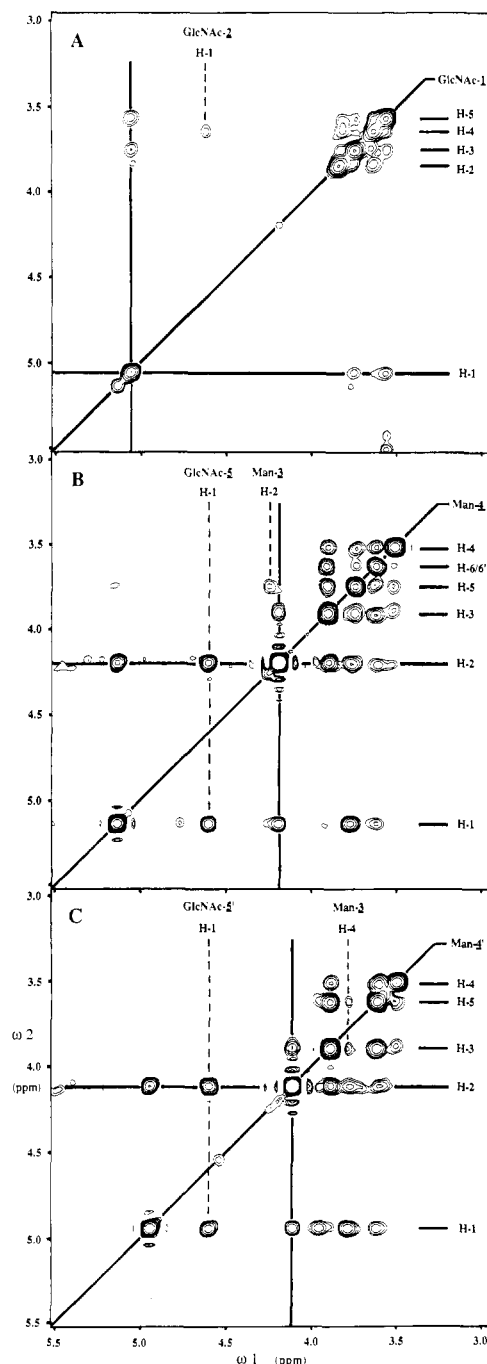 A
GlcNAc-2
H-1
GlcNAc-1
H-5
H-4
H-3
H-2
H-1
3.0
3.5
4.0
4.5
5.0
B
GlcNAc-5
H-1
Man-3
H-2
Man-4
H-4
H-6/6'
H-5
H-3
H-2
H-1
3.0
3.5
4.0
4.5
5.0
C
GlcNAc-5'
H-1
Man-3
H-4
Man-4'
H-4
H-5
H-3
H-2
H-1
3.0
3.5
ω 2
4.0
(ppm)
4.5
5.0
5.5
5.5 5.0 4.5 4.0 3.5 3.0
ω 1 (ppm)